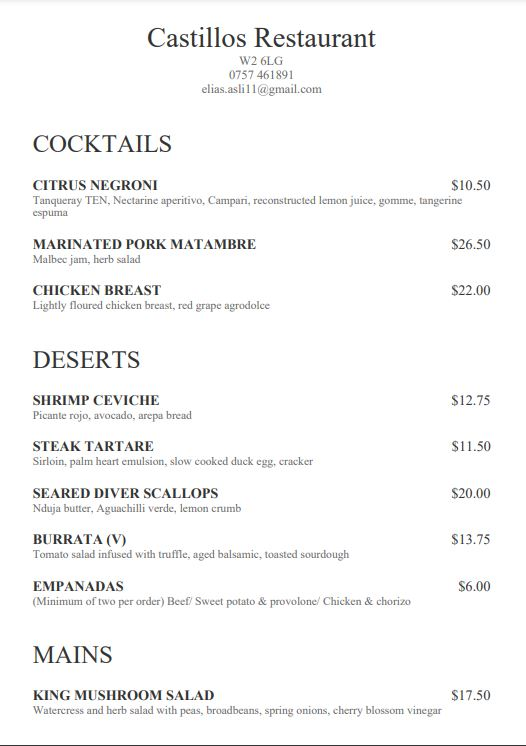 Castillos Restaurant
W2 6LG
0757 461891
elias.asli11@gmail.com
COCKTAILS
CITRUS NEGRONI $10.50
Tanqueray TEN, Nectarine aperitivo, Campari, reconstructed lemon juice, gomme, tangerine
espuma
MARINATED PORK MATAMBRE $26.50
Malbec jam, herb salad
CHICKEN BREAST $22.00
Lightly floured chicken breast, red grape agrodolce
DESERTS
SHRIMP CEVICHE $12.75
Picante rojo, avocado, arepa bread
STEAK TARTARE $11.50
Sirloin, palm heart emulsion, slow cooked duck egg, cracker
SEARED DIVER SCALLOPS $20.00
Nduja butter, Aguachilli verde, lemon crumb
BURRATA (V) $13.75
Tomato salad infused with truffle, aged balsamic, toasted sourdough
EMPANADAS $6.00
(Minimum of two per order) Beef/ Sweet potato & provolone/ Chicken & chorizo
MAINS
KING MUSHROOM SALAD $17.50
Watercress and herb salad with peas, broadbeans, spring onions, cherry blossom vinegar